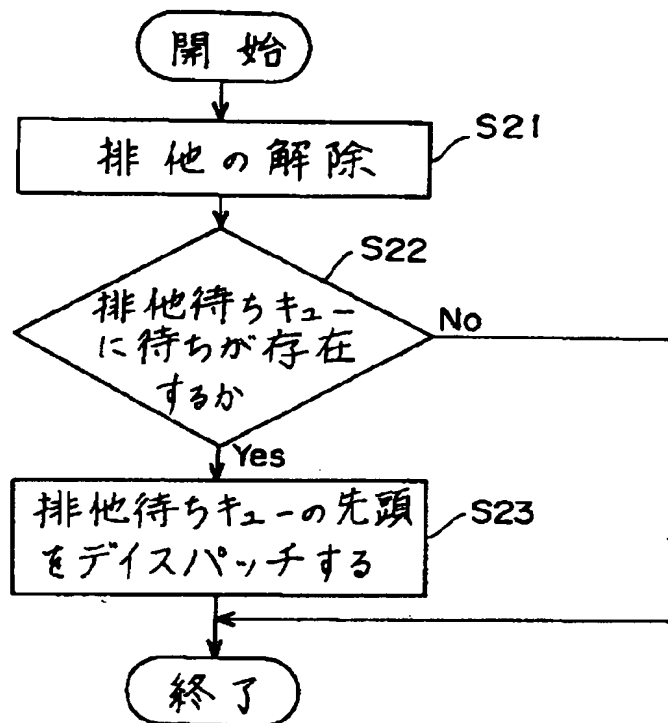 開始
排他の解除
S21
S22
排他待ちキュー
に待ちが存在
するか
No
Yes
排他待ちキューの先頭
をデイスパッチする
S23
終了